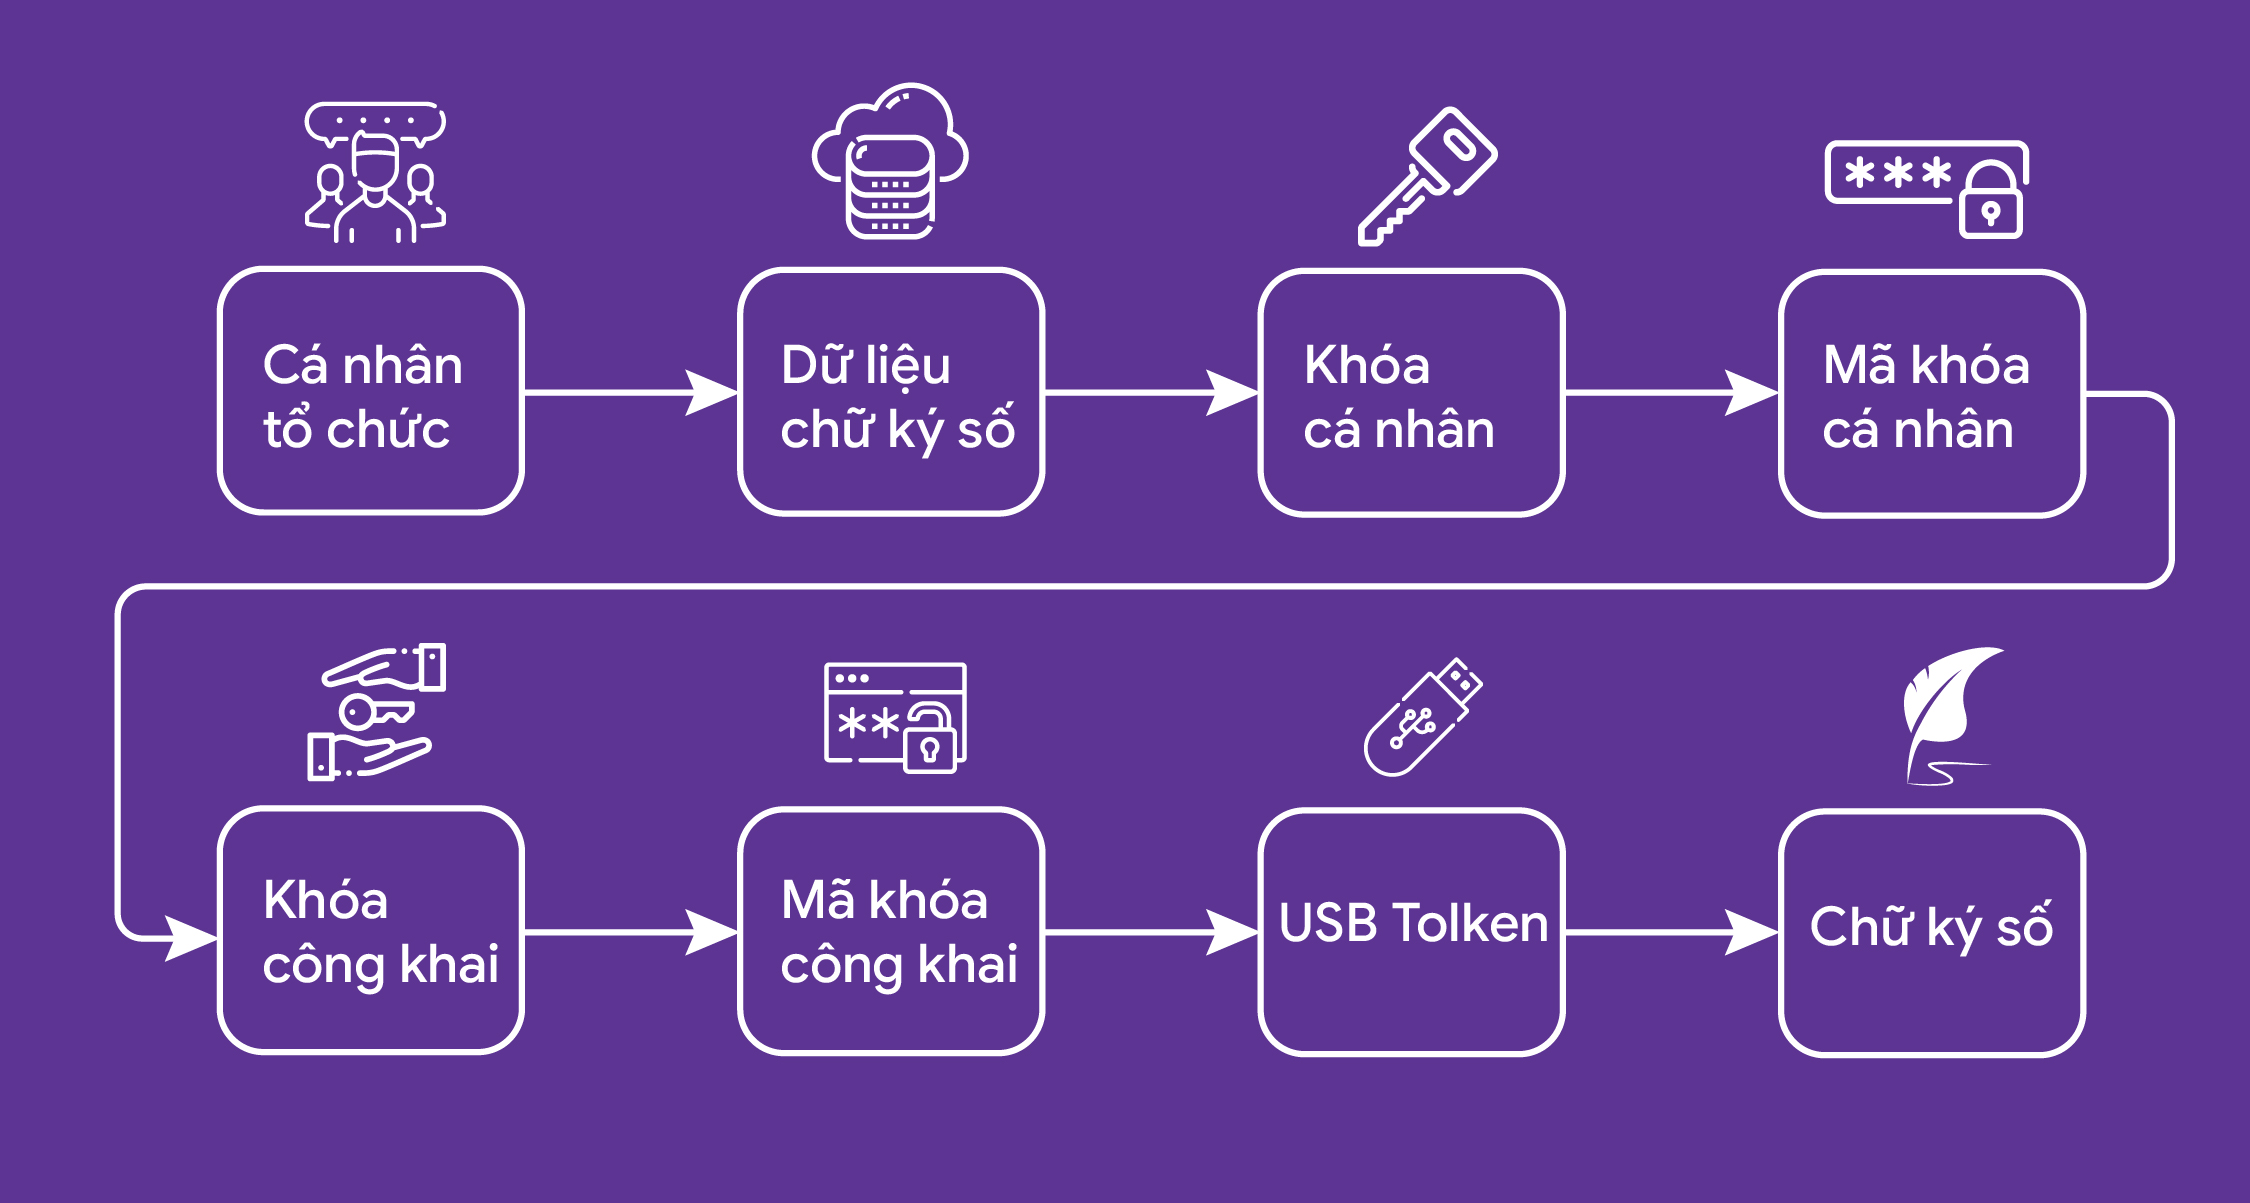 Cá nhân
tổ chức
Dữ liệu
chữ ký số
Khóa
cá nhân
Mã khóa
cá nhân
Khóa
công khai
Mã khóa
công khai
USB Tolken
Chữ ký số